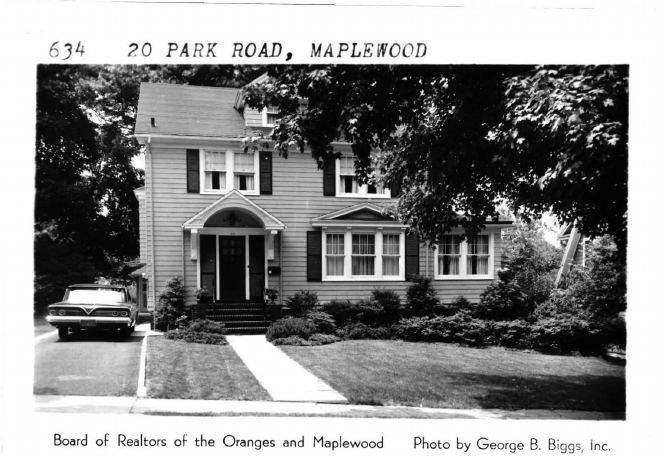 634 20 PARK ROAD, MAPLEWOOD
Board of Realtors of the Oranges and Maplewood Photo by George B. Biggs, Inc.